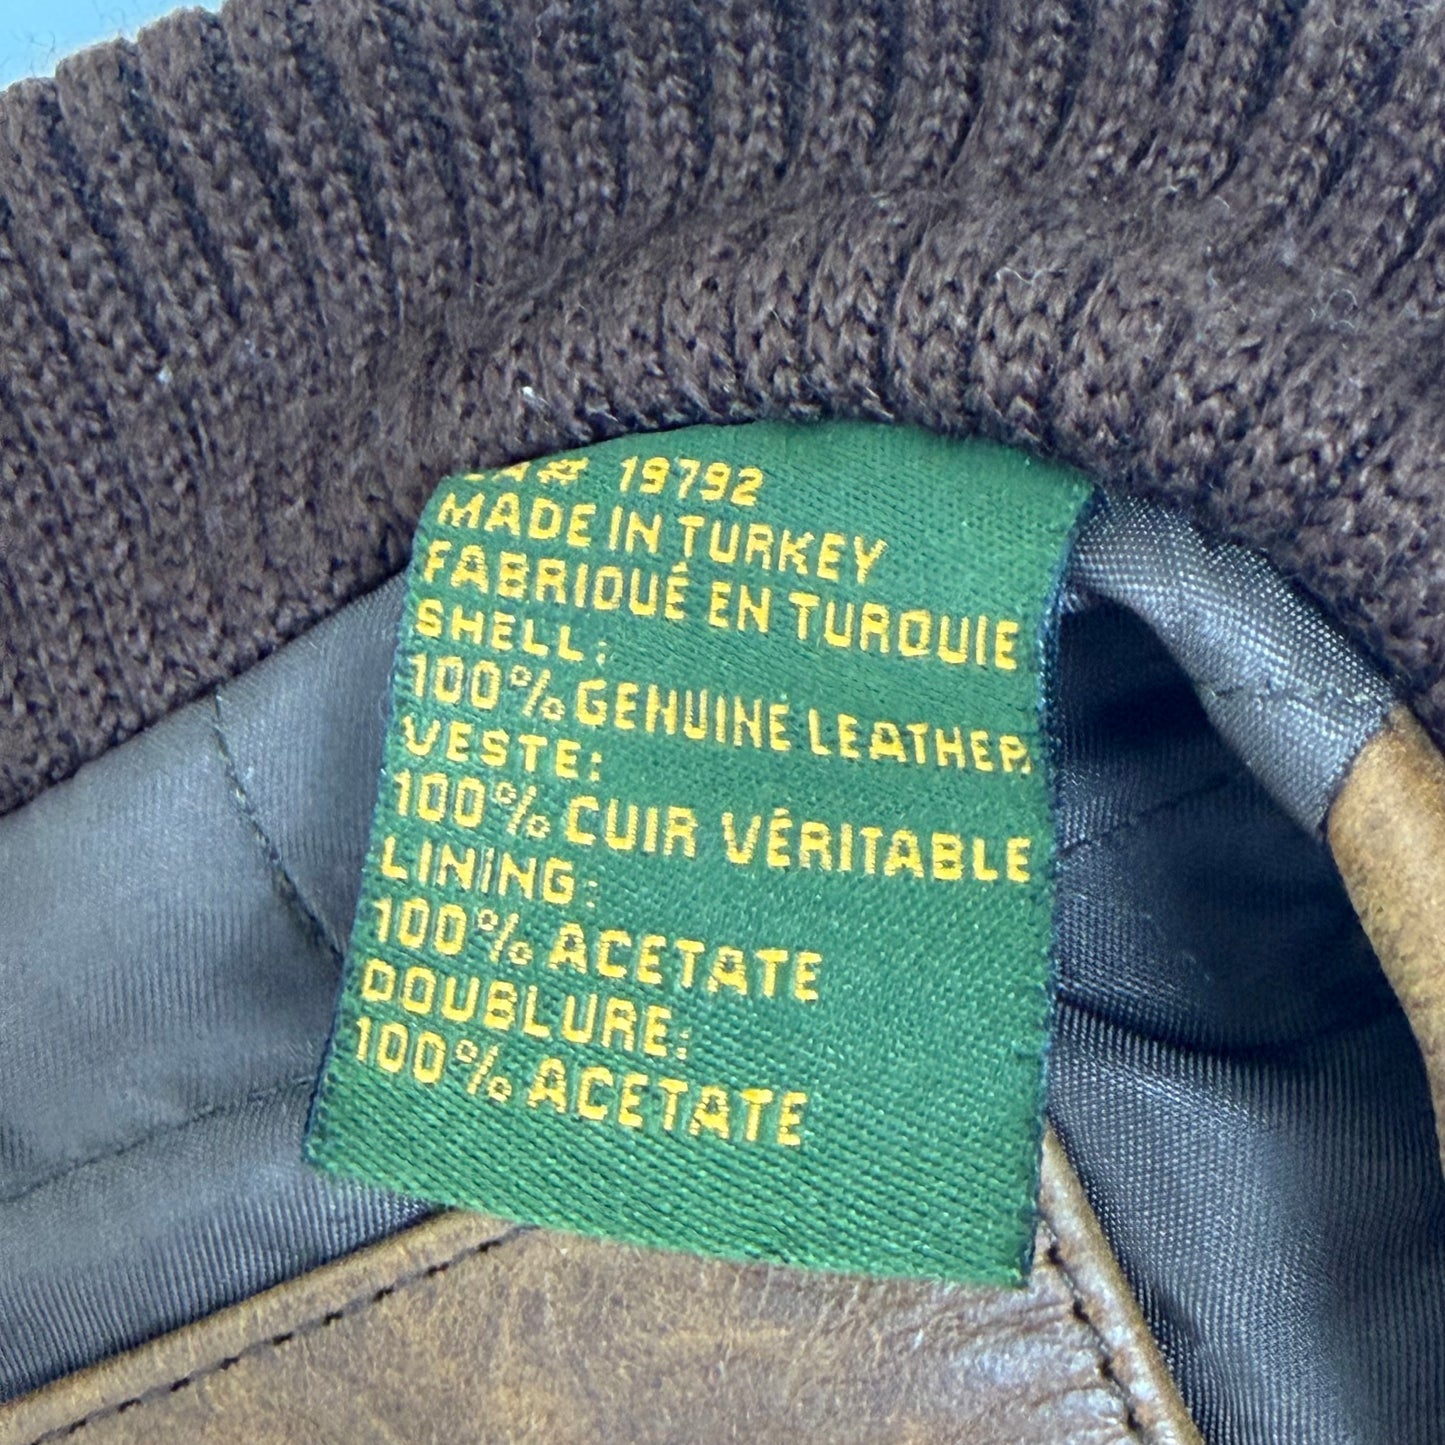 CA# 19792
MADE IN TURKEY
FABRIQUÉ EN TURQUIE
SHELL:
100% GENUINE LEATHER
VESTE:
100% CUIR VÉRITABLE
LINING:
100% ACETATE
DOUBLURE:
100% ACETATE